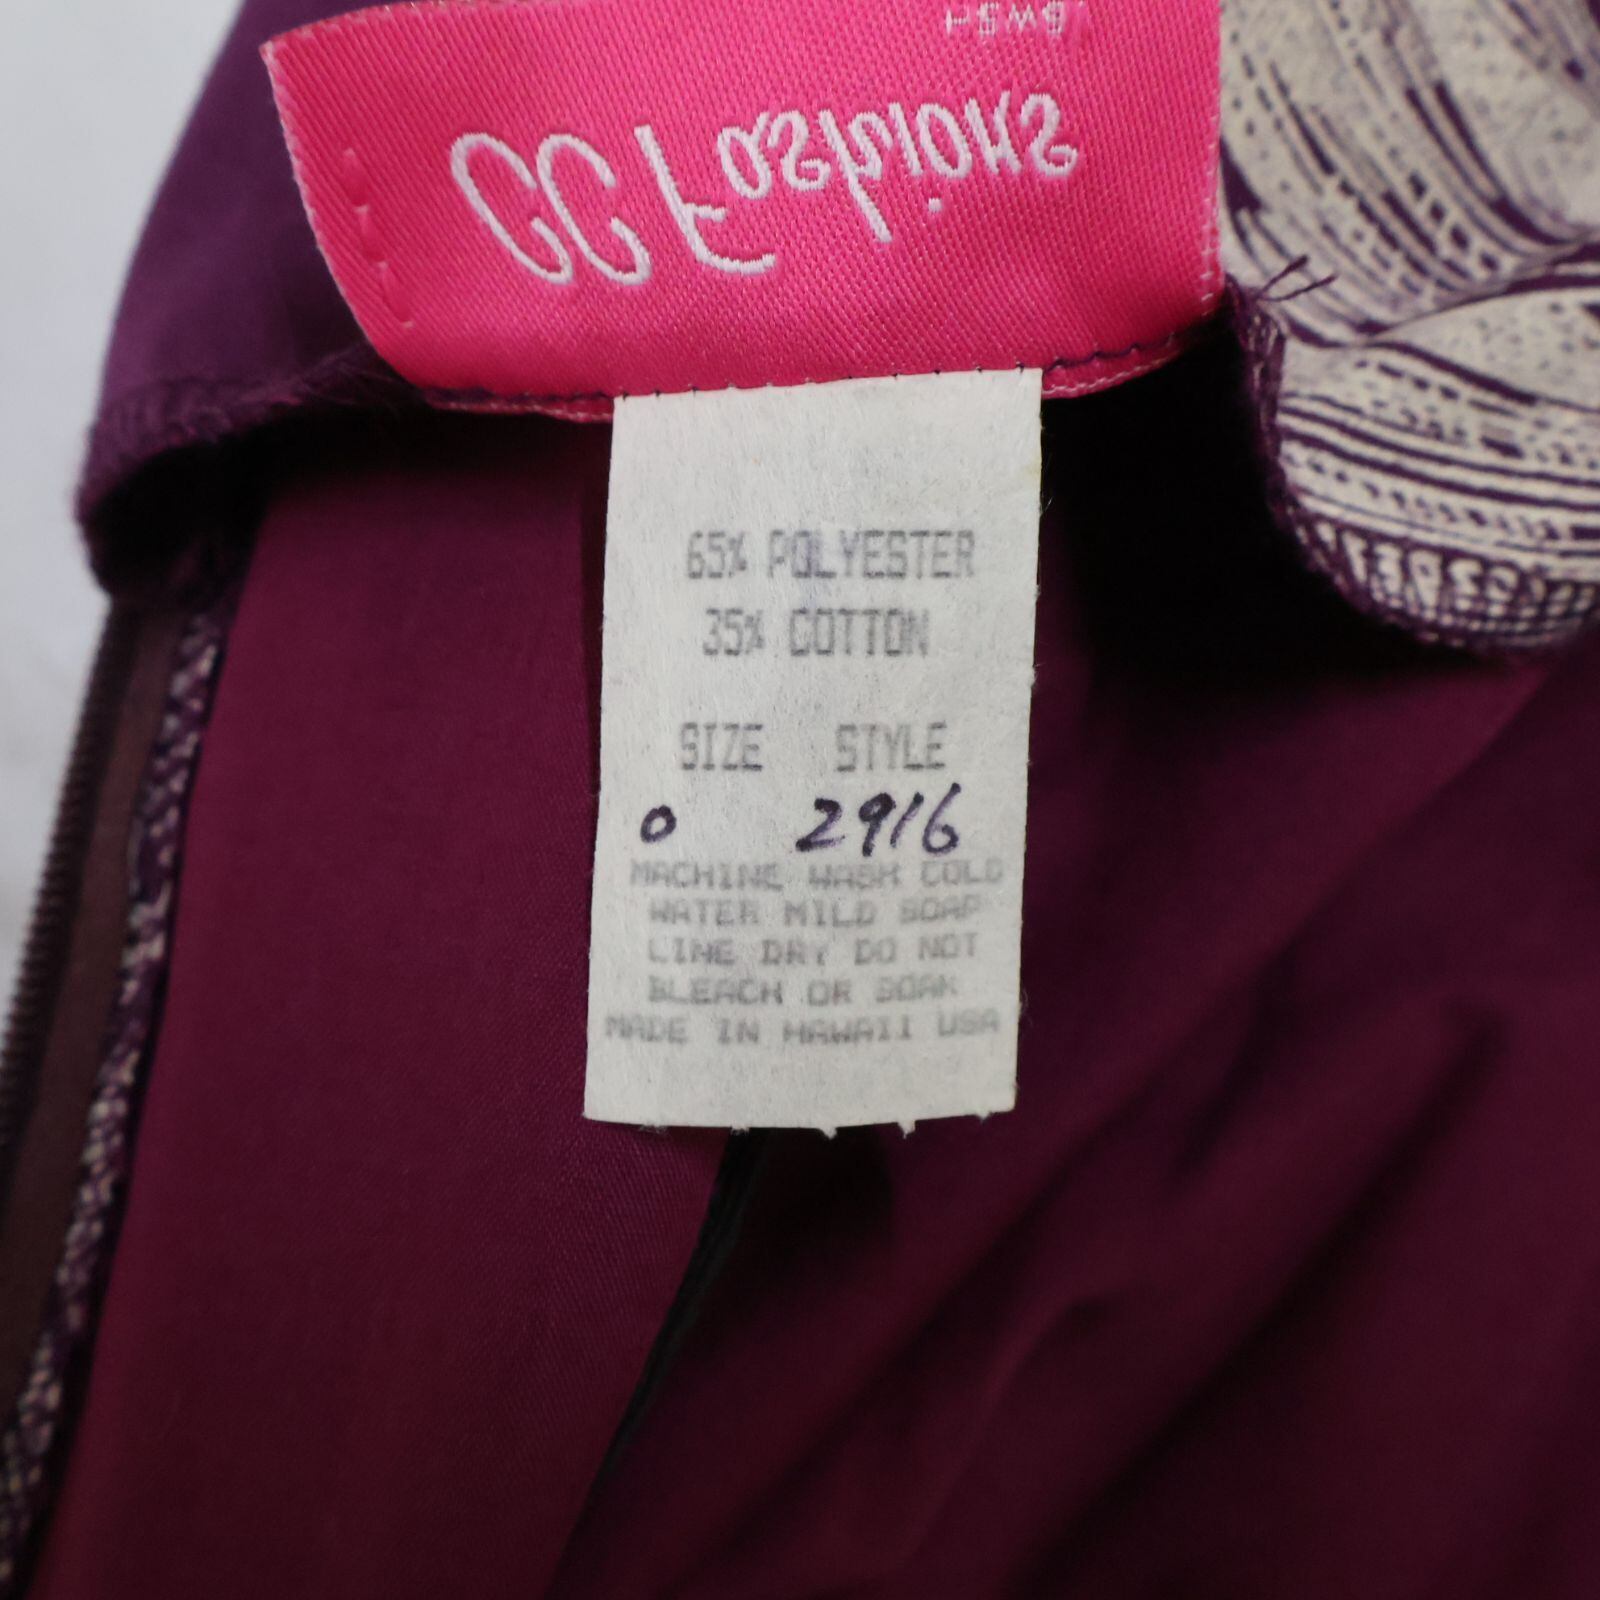 CC Fashions
65% POLYESTER
35% COTTON
SIZE STYLE
0 2916
MACHINE WASH COLD
WATER MILD SOAP
LINE DRY DO NOT
BLEACH OR SOAK
MADE IN HAWAII USA